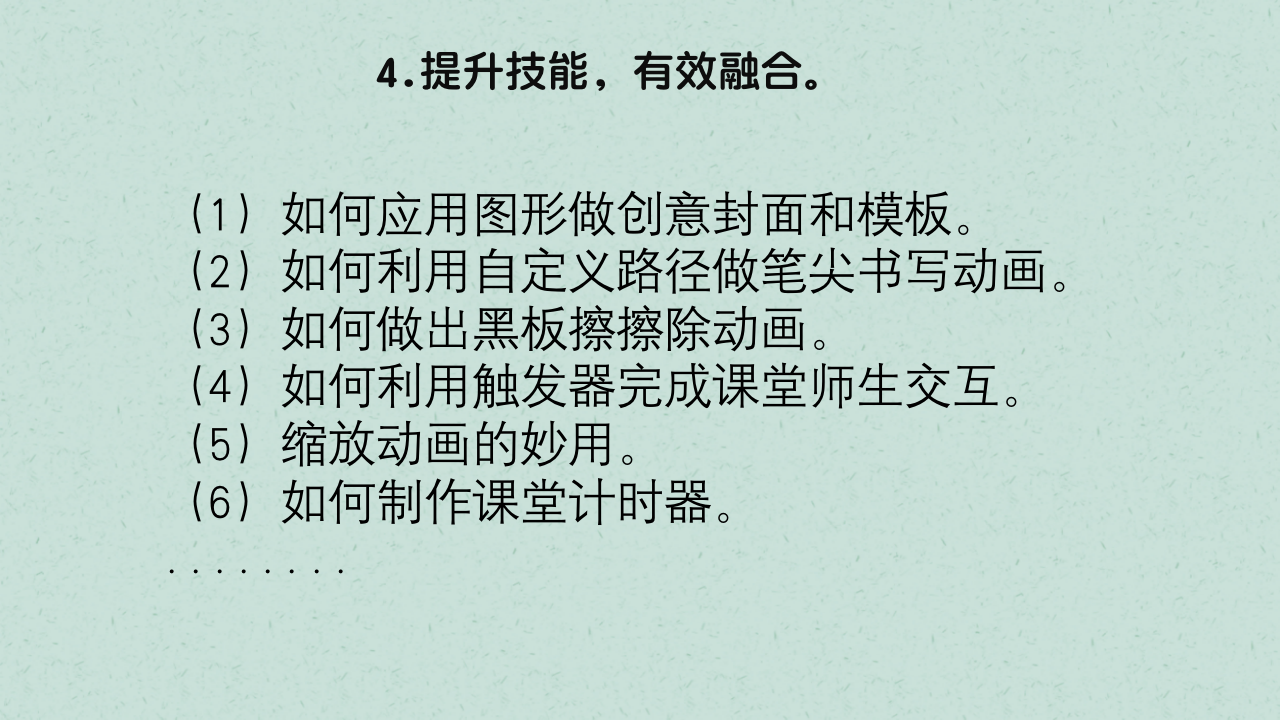 4.提升技能，有效融合。
（1）如何应用图形做创意封面和模板。
（2）如何利用自定义路径做笔尖书写动画。
（3）如何做出黑板擦擦除动画。
（4）如何利用触发器完成课堂师生交互。
（5）缩放动画的妙用。
（6）如何制作课堂计时器。
........